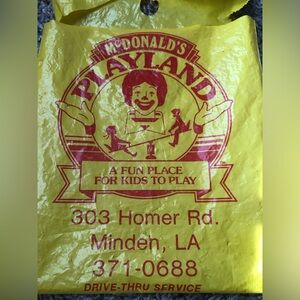 McDONALD'S
PLAYLAND
A FUN PLACE
FOR KIDS TO PLAY
303 Homer Rd.
Minden, LA
371-0688
DRIVE-THRU SERVICE